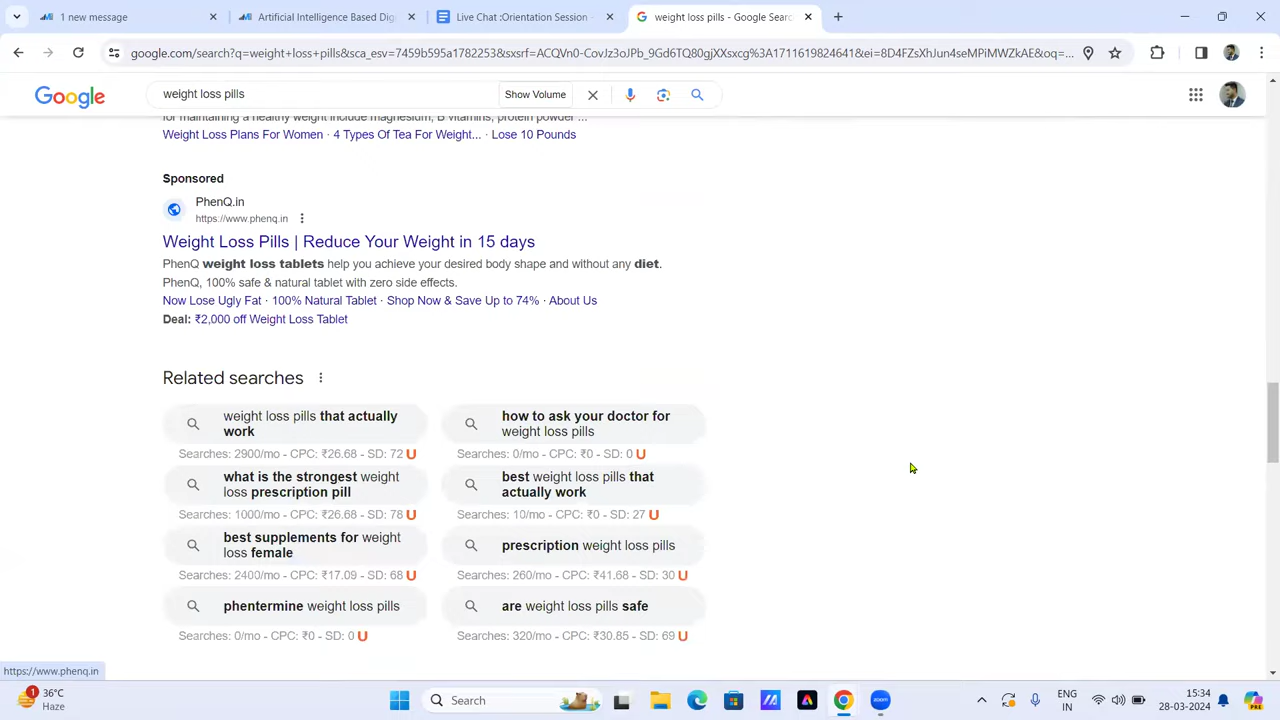 1 new message
Artificial Intelligence Based Dig
Live Chat :Orientation Session -
weight loss pills - Google Searc
google.com/search?q=weight+loss+pills&sca_esv=7459b595a1782253&sxsrf=ACQVn0-CovJz3oJPb_9Gd6TQ80gjXXsxcg%3A1711619824641&ei=8D4FZsXhJun4seMPiMWZkAE&oq=...
Google
weight loss pills
Show Volume
for maintaining a healthy weight include magnesium, B vitamins, protein powder ...
Weight Loss Plans For Women · 4 Types Of Tea For Weight... · Lose 10 Pounds
Sponsored
PhenQ.in
https://www.phenq.in
Weight Loss Pills | Reduce Your Weight in 15 days
PhenQ weight loss tablets help you achieve your desired body shape and without any diet.
PhenQ, 100% safe & natural tablet with zero side effects.
Now Lose Ugly Fat · 100% Natural Tablet · Shop Now & Save Up to 74% · About Us
Deal: ₹2,000 off Weight Loss Tablet
Related searches
weight loss pills that actually
work
Searches: 2900/mo - CPC: ₹26.68 - SD: 72 U
how to ask your doctor for
weight loss pills
Searches: 0/mo - CPC: ₹0 - SD: 0 U
what is the strongest weight
loss prescription pill
Searches: 1000/mo - CPC: ₹26.68 - SD: 78 U
best weight loss pills that
actually work
Searches: 10/mo - CPC: ₹0 - SD: 27 U
best supplements for weight
loss female
Searches: 2400/mo - CPC: ₹17.09 - SD: 68 U
prescription weight loss pills
Searches: 260/mo - CPC: ₹41.68 - SD: 30 U
phentermine weight loss pills
Searches: 0/mo - CPC: ₹0 - SD: 0 U
are weight loss pills safe
Searches: 320/mo - CPC: ₹30.85 - SD: 69 U
https://www.phenq.in
1
36°C
Haze
Search
zoom
ENG
IN
15:34
28-03-2024
PRE